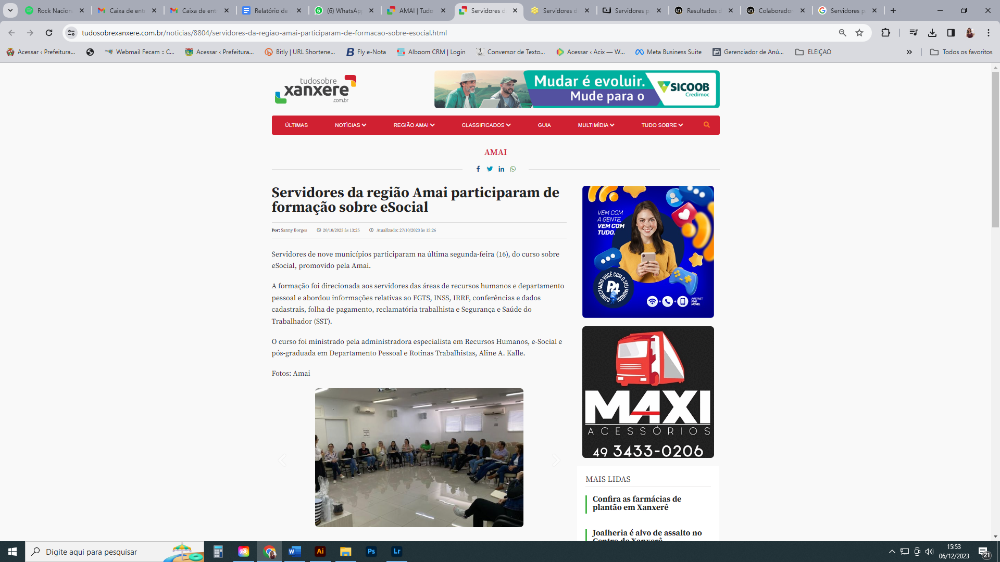 Rock Nacion
Caixa de ent
Caixa de ent
Relatório de
(6) WhatsAp
AMAI | Tudo
Servidores d
Servidores d
Servidores p
Resultados d
Colaborador
Servidores p
tudosobrexanxere.com.br/noticias/8804/servidores-da-regiao-amai-participaram-de-formacao-sobre-esocial.html
Acessar ‹ Prefeitura...
Webmail Fecam :: C...
Acessar ‹ Prefeitura...
Bitly | URL Shortene...
Fly e-Nota
Alboom CRM | Login
Conversor de Texto...
Acessar ‹ Acix — W...
Meta Business Suite
Gerenciador de Anú...
ELEIÇAO
Todos os favoritos
tudosobre
xanxere
.com.br
Mudar é evoluir.
Mude para o
SICOOB
Credimoc
ÚLTIMAS
NOTÍCIAS
REGIÃO AMAI
CLASSIFICADOS
GUIA
MULTIMÍDIA
TUDO SOBRE
AMAI
Servidores da região Amai participaram de
formação sobre eSocial
Por: Sanny Borges
20/10/2023 às 13:25
Atualizado: 27/10/2023 às 15:26
Servidores de nove municípios participaram na última segunda-feira (16), do curso sobre
eSocial, promovido pela Amai.
A formação foi direcionada aos servidores das áreas de recursos humanos e departamento
pessoal e abordou informações relativas ao FGTS, INSS, IRRF, conferências e dados
cadastrais, folha de pagamento, reclamatória trabalhista e Segurança e Saúde do
Trabalhador (SST).
O curso foi ministrado pela administradora especialista em Recursos Humanos, e-Social e
pós-graduada em Departamento Pessoal e Rotinas Trabalhistas, Aline A. Kalle.
Fotos: Amai
VEM COM
A GENTE,
VEM COM
TUDO.
CONECTANDO VOCÊ COM O SEU MUNDO!
P4
INTERNET
FIXO
MÓVEL
MAXI
ACESSÓRIOS
49 3433-0206
MAIS LIDAS
Confira as farmácias de
plantão em Xanxerê
Joalheria é alvo de assalto no
Centro de Xanxerê
Digite aqui para pesquisar
Ai
Ps
Lr
15:53
06/12/2023
21